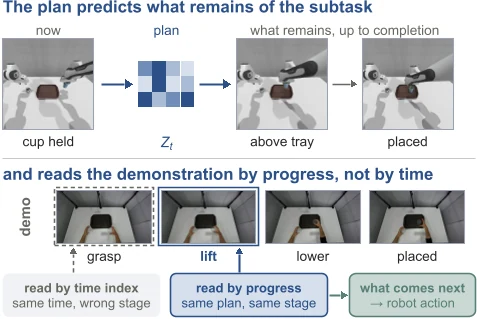 The plan predicts what remains of the subtask
now
plan
what remains, up to completion
cup held
Zt
above tray
placed
and reads the demonstration by progress, not by time
demo
grasp
lift
lower
placed
read by time index
same time, wrong stage
read by progress
same plan, same stage
what comes next
→ robot action